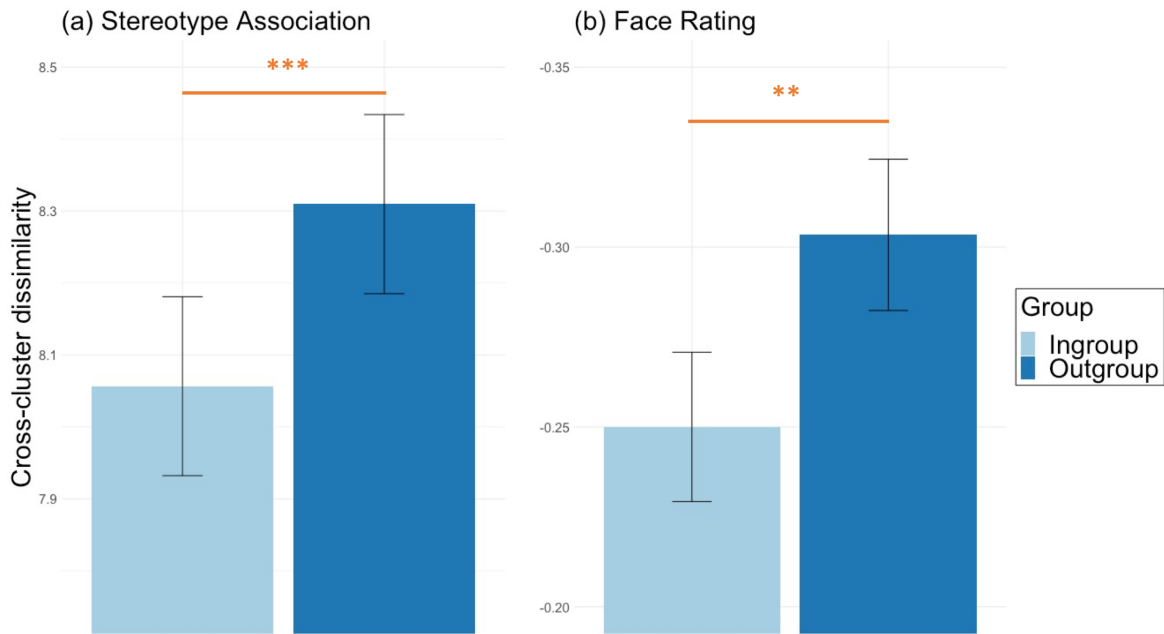 (a) Stereotype Association
(b) Face Rating
Cross-cluster dissimilarity
8.5
8.3
8.1
7.9
***
-0.35
-0.30
-0.25
-0.20
**
Group
Ingroup
Outgroup